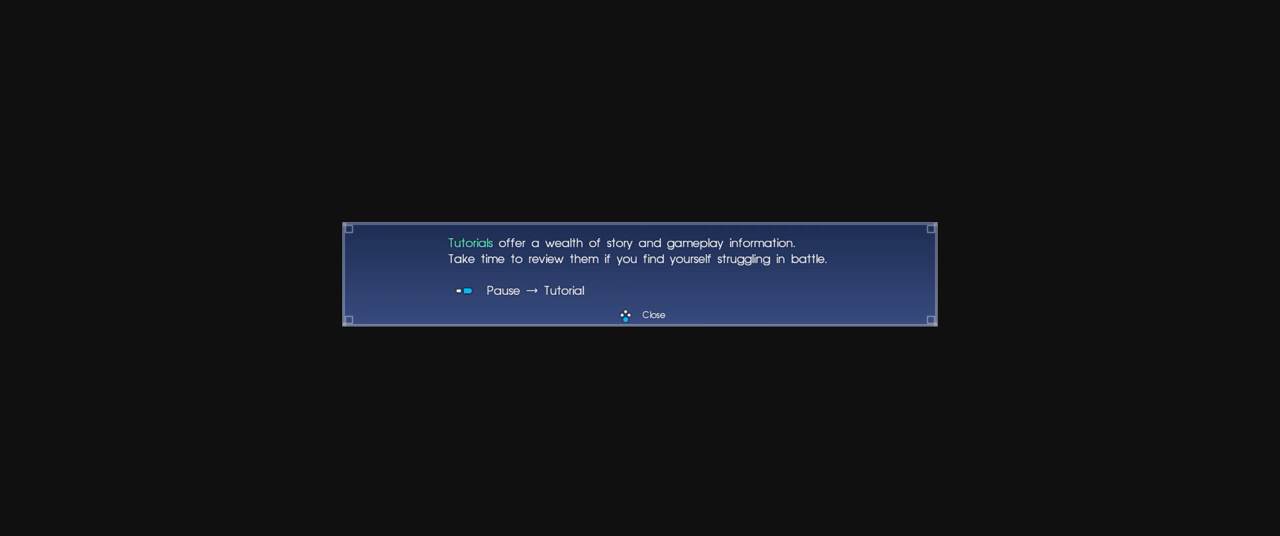 Tutorials offer a wealth of story and gameplay information.
Take time to review them if you find yourself struggling in battle.
Pause → Tutorial
Close